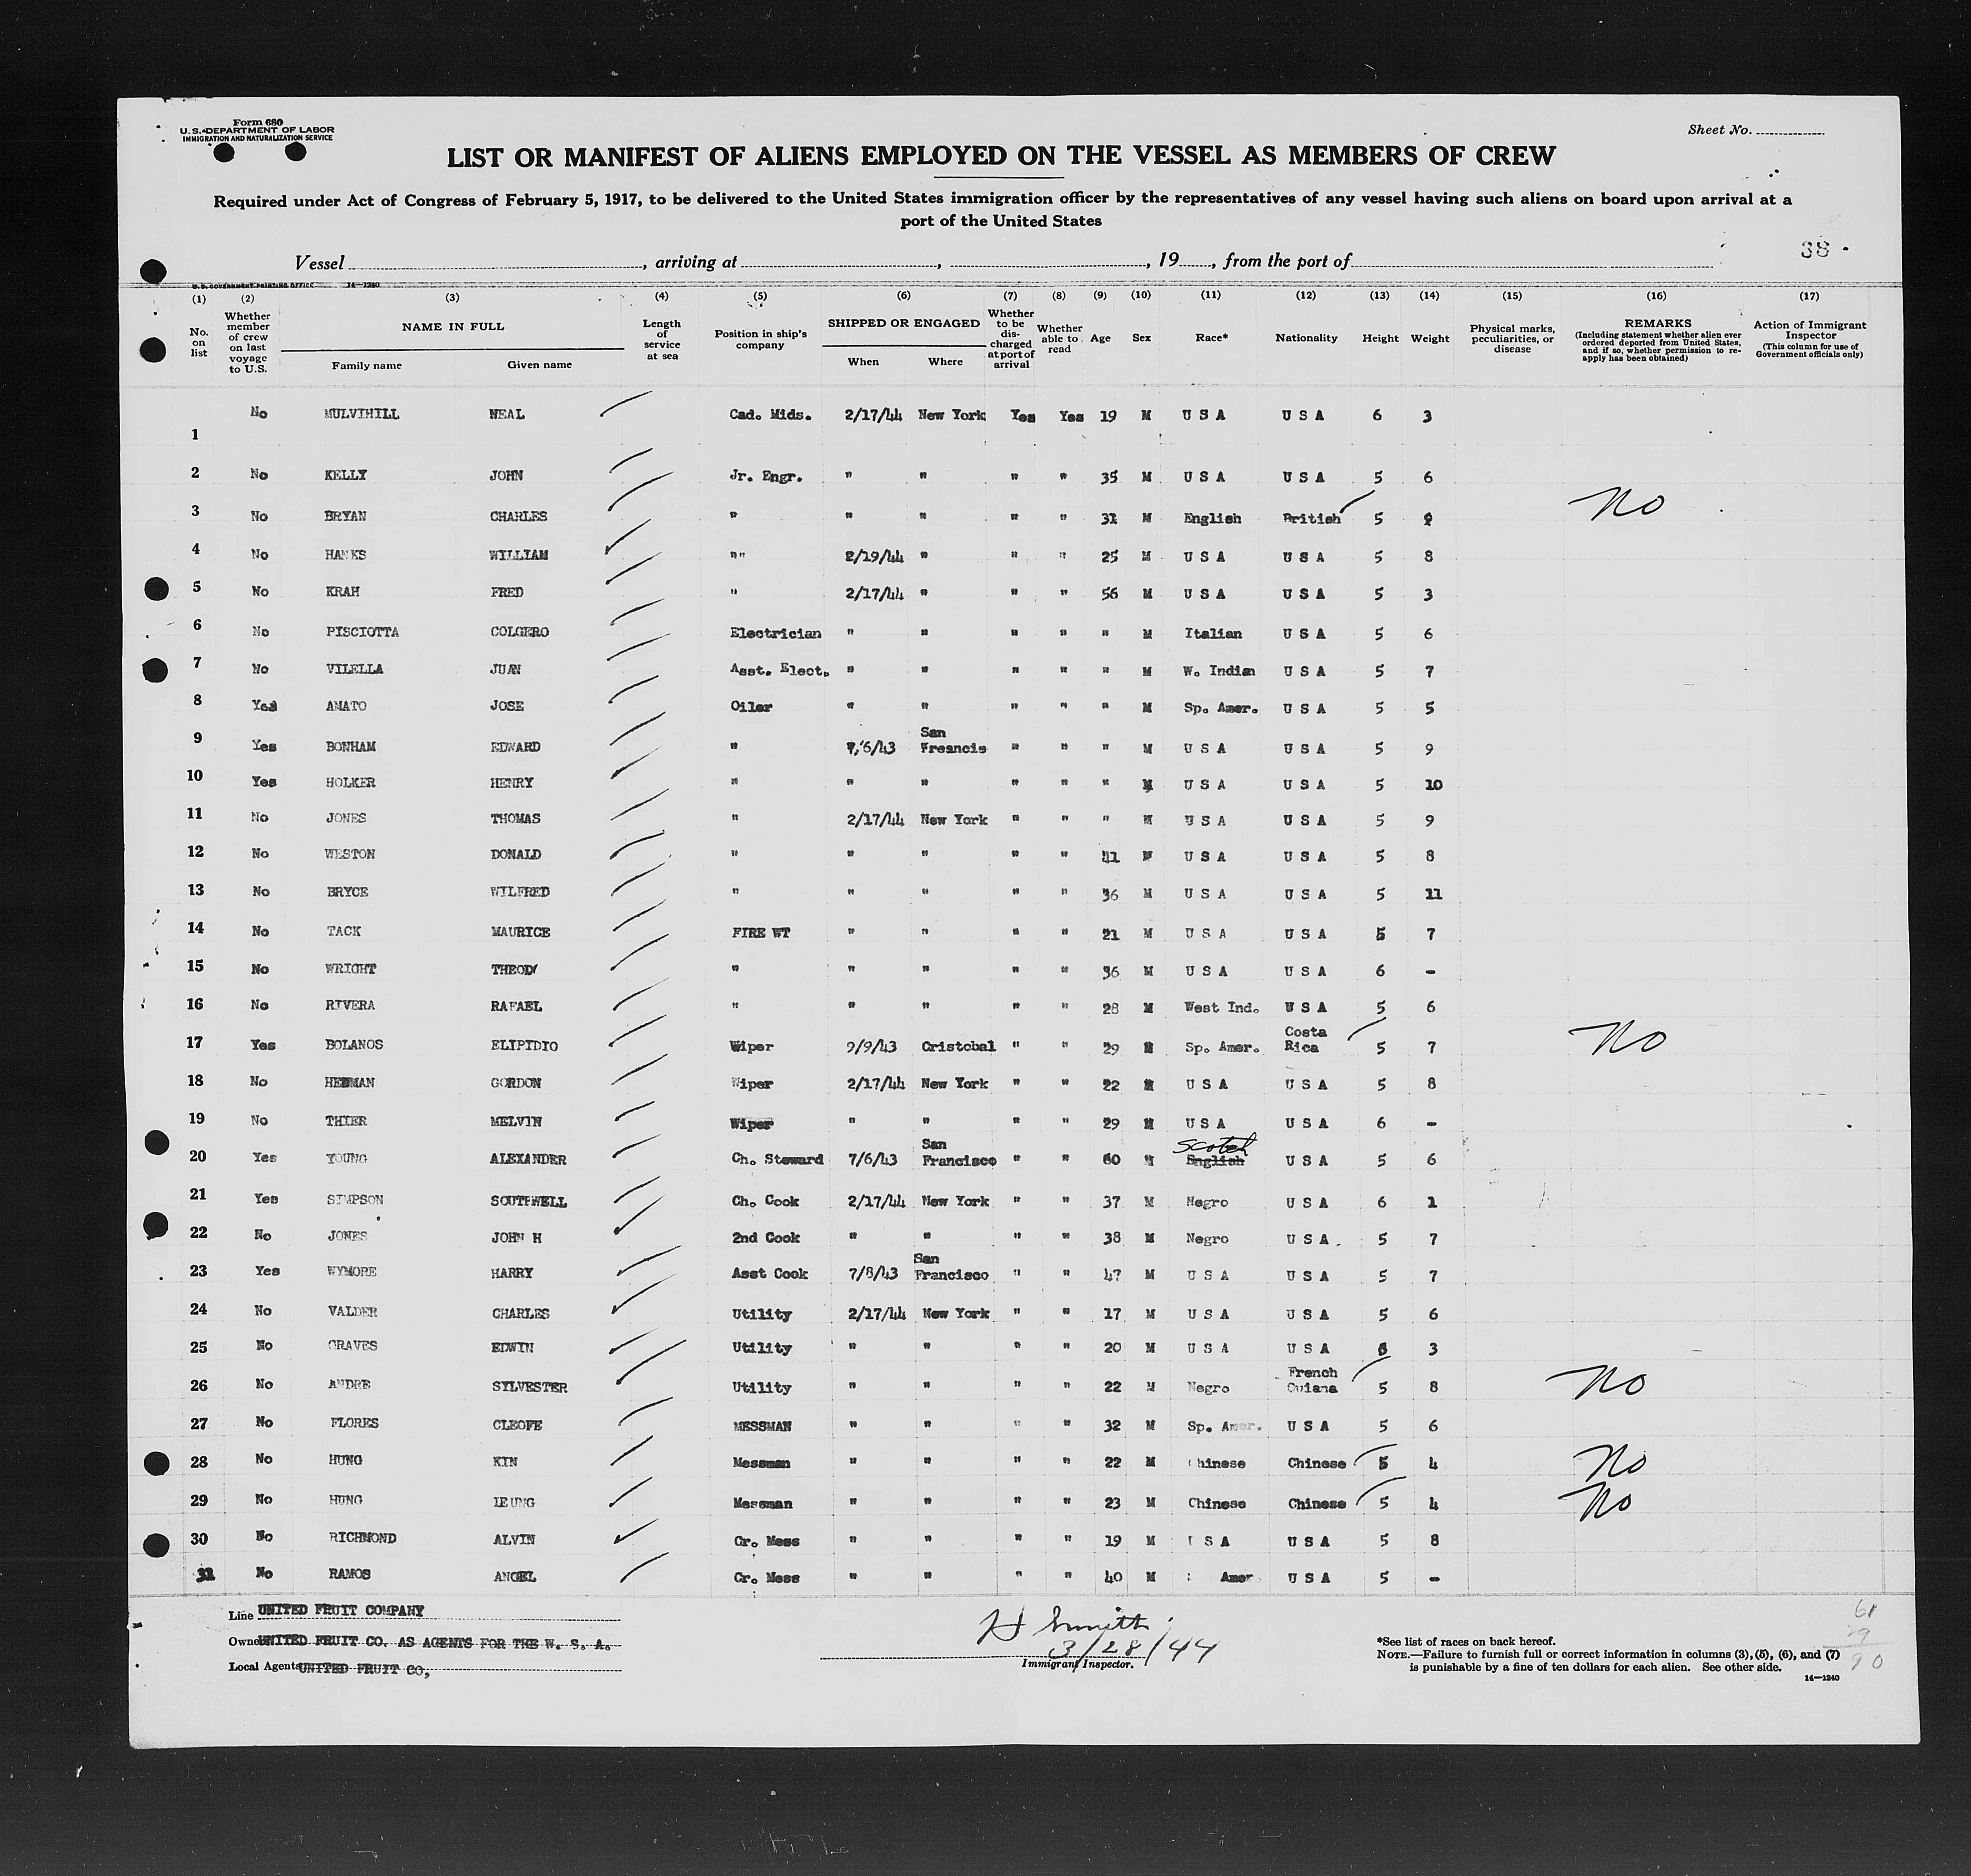 Form 680
U. S. DEPARTMENT OF LABOR
IMMIGRATION AND NATURALIZATION SERVICE
Sheet No.
LIST OR MANIFEST OF ALIENS EMPLOYED ON THE VESSEL AS MEMBERS OF CREW
Required under Act of Congress of February 5, 1917, to be delivered to the United States immigration officer by the representatives of any vessel having such aliens on board upon arrival at a
port of the United States
38
Vessel , arriving at , , 19 , from the port of
U. S. GOVERNMENT PRINTING OFFICE 14—1240
(1) (2) (3) (4) (5) (6) (7) (8) (9) (10) (11) (12) (13) (14) (15) (16) (17)
No. on list Whether member of crew on last voyage to U.S. NAME IN FULL Family name Given name Length of service at sea Position in ship's company SHIPPED OR ENGAGED When Where Whether to be discharged at port of arrival Whether able to read Age Sex Race* Nationality Height Weight Physical marks, peculiarities, or disease REMARKS (Including statement whether alien ever ordered deported from United States, and if so, whether permission to re-apply has been obtained) Action of Immigrant Inspector (This column for use of Government officials only)
1 No MULVIHILL NEAL Cad. Mids. 2/17/44 New York Yes Yes 19 M U S A U S A 6 3
2 No KELLY JOHN Jr. Engr. " " " " 35 M U S A U S A 5 6
3 No BRYAN CHARLES " " " " " 31 M English British 5 9 No
4 No HANKS WILLIAM "" 2/19/44 " " " 25 M U S A U S A 5 8
5 No KRAH FRED " 2/17/44 " " " 56 M U S A U S A 5 3
6 No PISCIOTTA COLGERO Electrician " " " " " M Italian U S A 5 6
7 No VILELLA JUAN Asst. Elect. " " " " " M W. Indian U S A 5 7
8 Yes AMATO JOSE Oiler " " " " " M Sp. Amer. U S A 5 5
9 Yes BONHAM EDWARD " 7/6/43 San Freancis " " " M U S A U S A 5 9
10 Yes HOLKER HENRY " " " " " " M U S A U S A 5 10
11 No JONES THOMAS " 2/17/44 New York " " " M U S A U S A 5 9
12 No WESTON DONALD " " " " " 41 M U S A U S A 5 8
13 No BRYCE WILFRED " " " " " 36 M U S A U S A 5 11
14 No TACK MAURICE FIRE WT " " " " 21 M U S A U S A 5 7
15 No WRIGHT THEOD/ " " " " " 36 M U S A U S A 6 -
16 No RIVERA RAFAEL " " " " " 28 M West Ind. U S A 5 6
17 Yes BOLANOS ELIPIDIO Wiper 9/9/43 Cristobal " " 29 M Sp. Amer. Costa Rica 5 7 No
18 No HEMMAN GORDON Wiper 2/17/44 New York " " 22 M U S A U S A 5 8
19 No THIER MELVIN Wiper " " " " 29 M U S A U S A 6 -
20 Yes YOUNG ALEXANDER Ch. Steward 7/6/43 San Francisco " " 60 M Scotch English U S A 5 6
21 Yes SIMPSON SOUTHWELL Ch. Cook 2/17/44 New York " " 37 M Negro U S A 6 1
22 No JONES JOHN H 2nd Cook " " " " 38 M Negro U S A . 5 7
23 Yes WYMORE HARRY Asst Cook 7/8/43 San Francisco " " 47 M U S A U S A 5 7
24 No VALDER CHARLES Utility 2/17/44 New York " " 17 M U S A U S A 5 6
25 No GRAVES EDWIN Utility " " " " 20 M U S A U S A 6 3
26 No ANDRE SYLVESTER Utility " " " " 22 M Negro French Guiana 5 8 No
27 No FLORES CLEOFE MESSMAN " " " " 32 M Sp. Amer. U S A 5 6
28 No HUNG KIN Messman " " " " 22 M Chinese Chinese 5 4 No
29 No HUNG LEUNG Messman " " " " 23 M Chinese Chinese 5 4 No
30 No RICHMOND ALVIN Cr. Mess " " " " 19 M U S A U S A 5 8
31 No RAMOS ANGEL Cr. Mess " " " " 40 M Amer U S A 5 -
Line UNITED FRUIT COMPANY
Owner UNITED FRUIT CO. AS AGENTS FOR THE W. S. A.
Local Agents UNITED FRUIT CO,
H Smith
3/28/44
Immigrant Inspector.
*See list of races on back hereof.
NOTE.—Failure to furnish full or correct information in columns (3), (5), (6), and (7)
is punishable by a fine of ten dollars for each alien. See other side.
14—1240
61
29
90